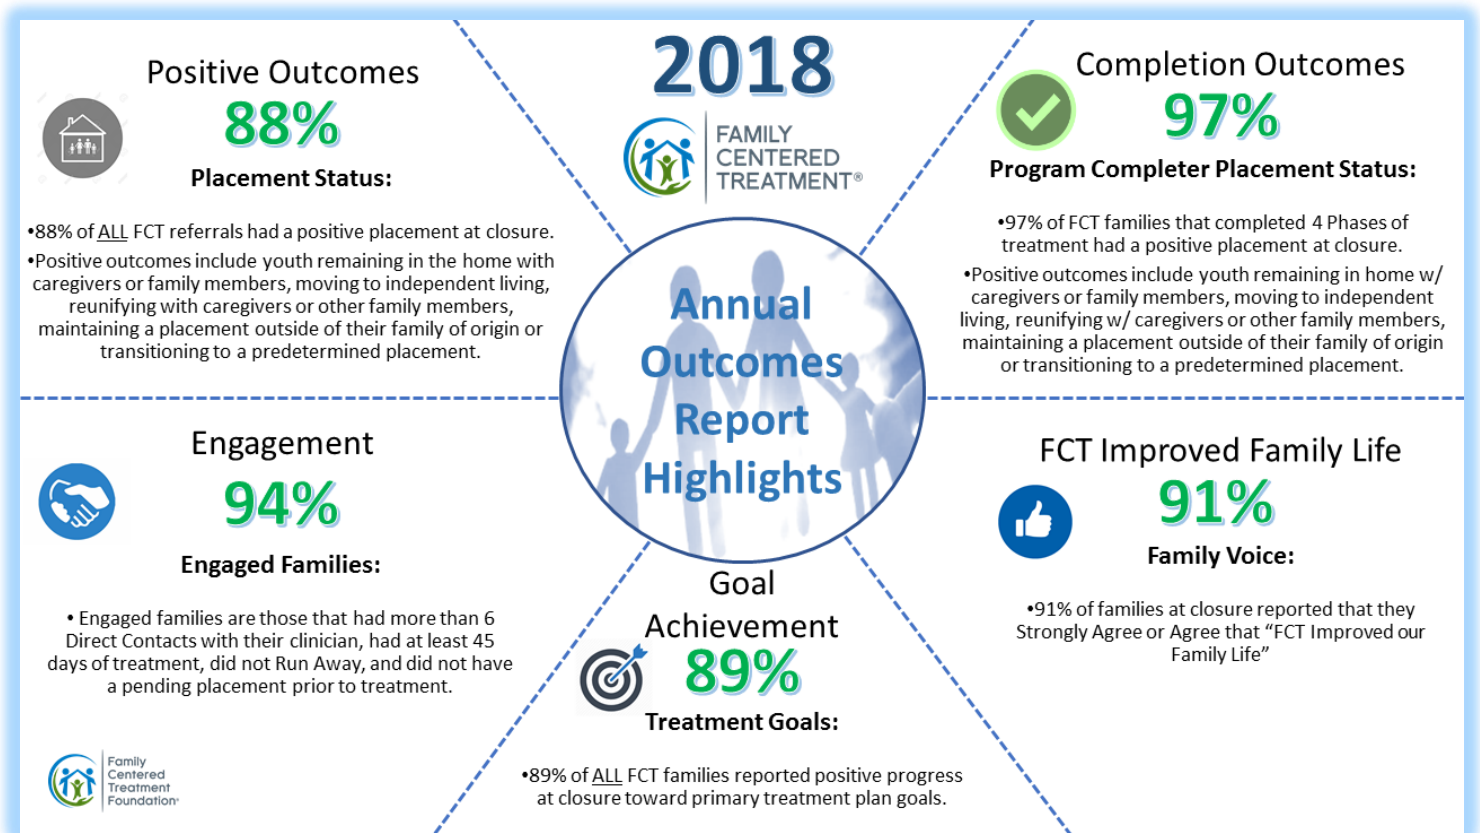 2018
FAMILY
CENTERED
TREATMENT®
Annual
Outcomes
Report
Highlights
Positive Outcomes
88%
Placement Status:
•88% of ALL FCT referrals had a positive placement at closure.
•Positive outcomes include youth remaining in the home with
caregivers or family members, moving to independent living,
reunifying with caregivers or other family members,
maintaining a placement outside of their family of origin or
transitioning to a predetermined placement.
Completion Outcomes
97%
Program Completer Placement Status:
•97% of FCT families that completed 4 Phases of
treatment had a positive placement at closure.
•Positive outcomes include youth remaining in home w/
caregivers or family members, moving to independent
living, reunifying w/ caregivers or other family members,
maintaining a placement outside of their family of origin
or transitioning to a predetermined placement.
Engagement
94%
Engaged Families:
• Engaged families are those that had more than 6
Direct Contacts with their clinician, had at least 45
days of treatment, did not Run Away, and did not have
a pending placement prior to treatment.
Goal
Achievement
89%
Treatment Goals:
•89% of ALL FCT families reported positive progress
at closure toward primary treatment plan goals.
FCT Improved Family Life
91%
Family Voice:
•91% of families at closure reported that they
Strongly Agree or Agree that “FCT Improved our
Family Life”
Family
Centered
Treatment
Foundation